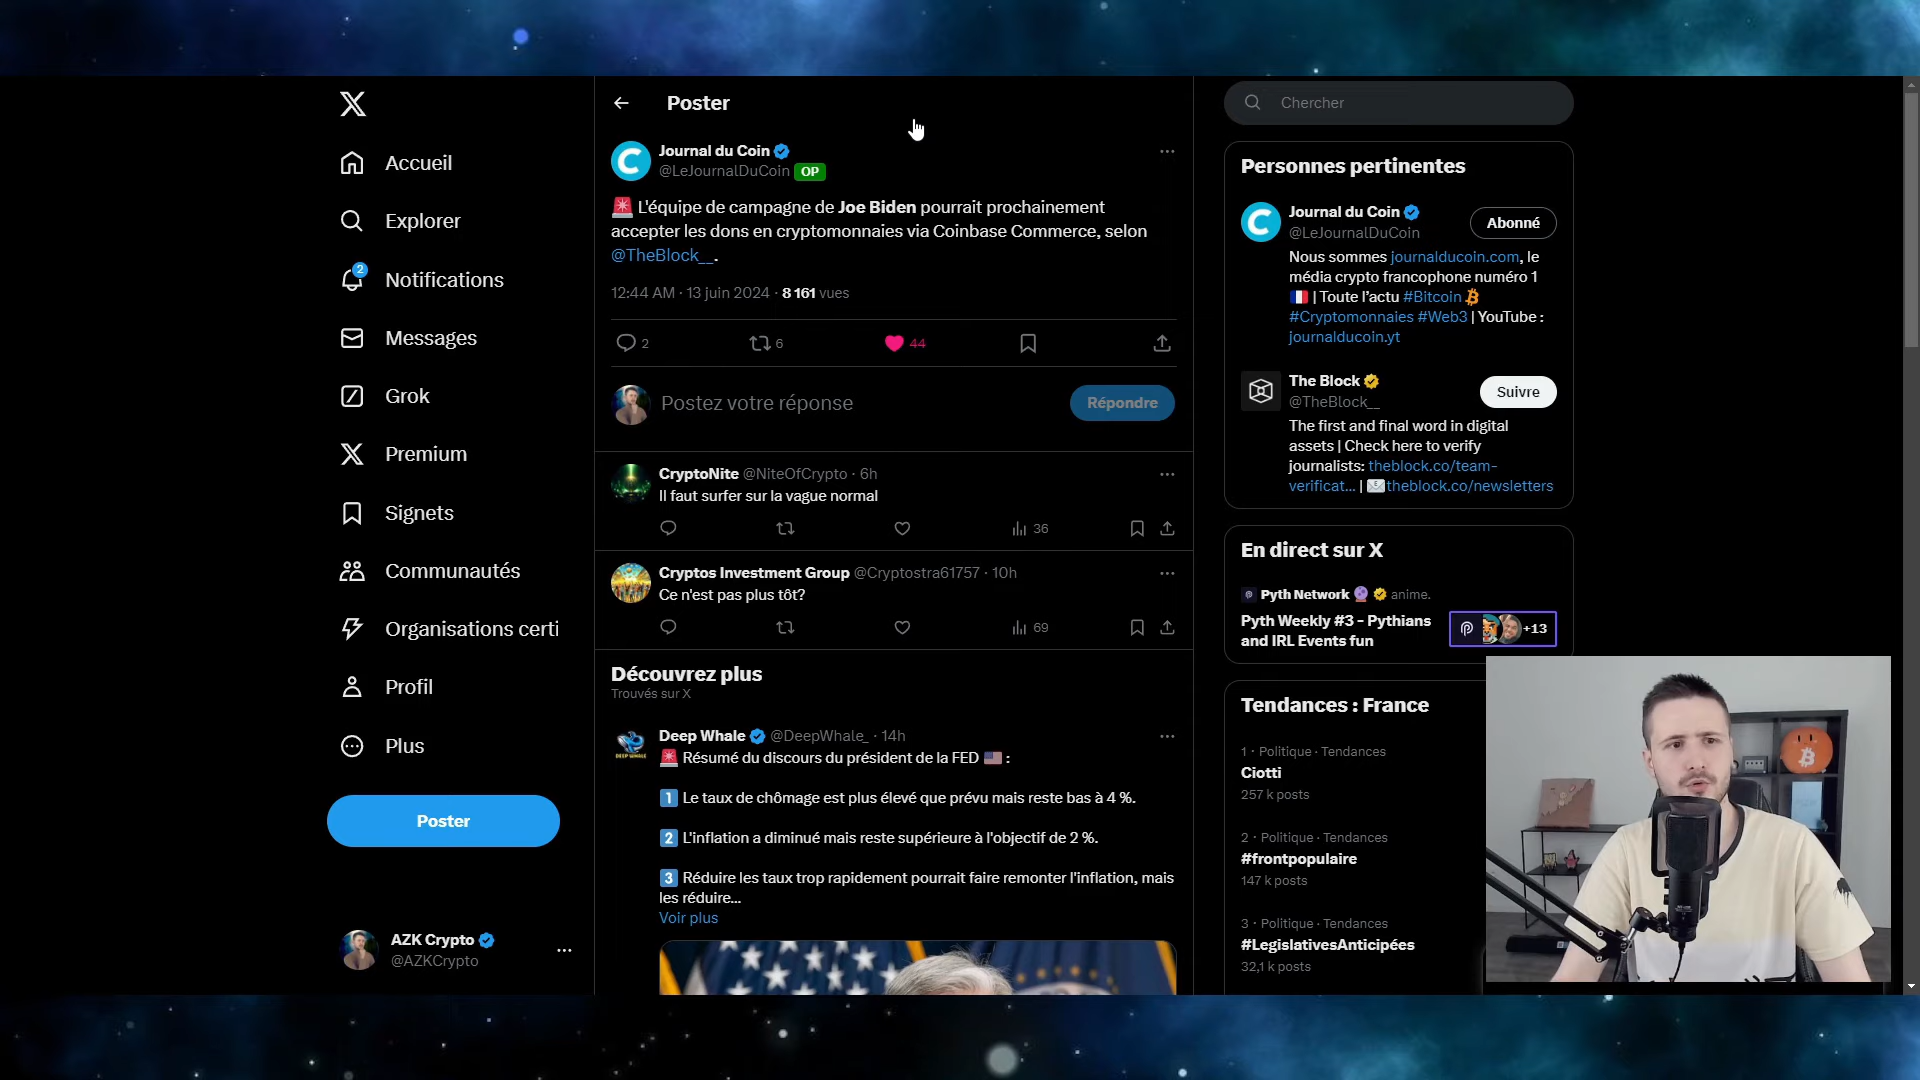 Accueil
Explorer
2
Notifications
Messages
Grok
Premium
Signets
Communautés
Organisations certi
Profil
Plus
Poster
AZK Crypto
@AZKCrypto
Poster
Journal du Coin
@LeJournalDuCoin OP
L'équipe de campagne de Joe Biden pourrait prochainement
accepter les dons en cryptomonnaies via Coinbase Commerce, selon
@TheBlock__.
12:44 AM · 13 juin 2024 · 8 161 vues
2 6 44
Postez votre réponse
Répondre
CryptoNite @NiteOfCrypto · 6h
Il faut surfer sur la vague normal
36
Cryptos Investment Group @Cryptostra61757 · 10h
Ce n'est pas plus tôt?
69
Découvrez plus
Trouvés sur X
Deep Whale @DeepWhale_ · 14h
Résumé du discours du président de la FED 🇺🇸 :
1 Le taux de chômage est plus élevé que prévu mais reste bas à 4 %.
2 L'inflation a diminué mais reste supérieure à l'objectif de 2 %.
3 Réduire les taux trop rapidement pourrait faire remonter l'inflation, mais
les réduire...
Voir plus
Chercher
Personnes pertinentes
Journal du Coin
@LeJournalDuCoin
Abonné
Nous sommes journalducoin.com, le
média crypto francophone numéro 1
🇫🇷 | Toute l'actu #Bitcoin
#Cryptomonnaies #Web3 | YouTube :
journalducoin.yt
The Block
@TheBlock__
Suivre
The first and final word in digital
assets | Check here to verify
journalists: theblock.co/team-
verificat... | theblock.co/newsletters
En direct sur X
Pyth Network anime.
Pyth Weekly #3 - Pythians
and IRL Events fun
+13
Tendances : France
1 · Politique · Tendances
Ciotti
257 k posts
2 · Politique · Tendances
#frontpopulaire
147 k posts
3 · Politique · Tendances
#LegislativesAnticipées
32,1 k posts